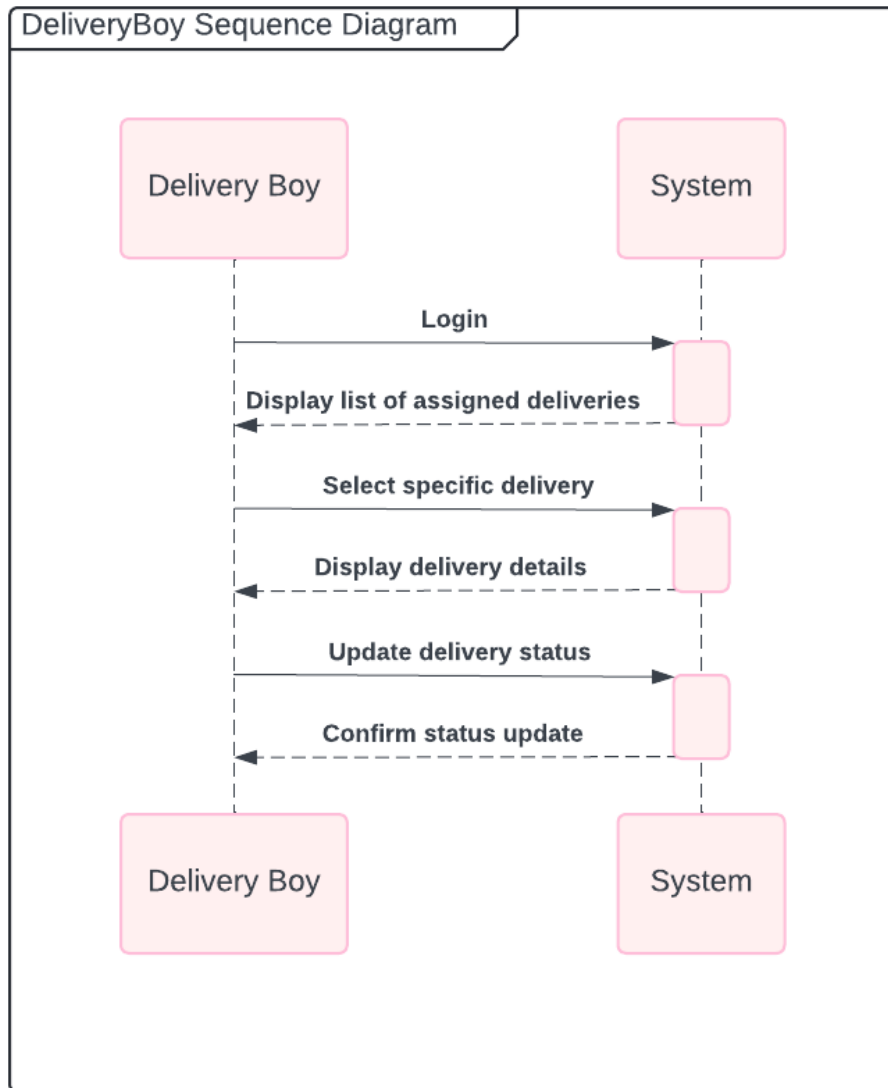 DeliveryBoy Sequence Diagram
Delivery Boy
System
Login
Display list of assigned deliveries
Select specific delivery
Display delivery details
Update delivery status
Confirm status update
Delivery Boy
System